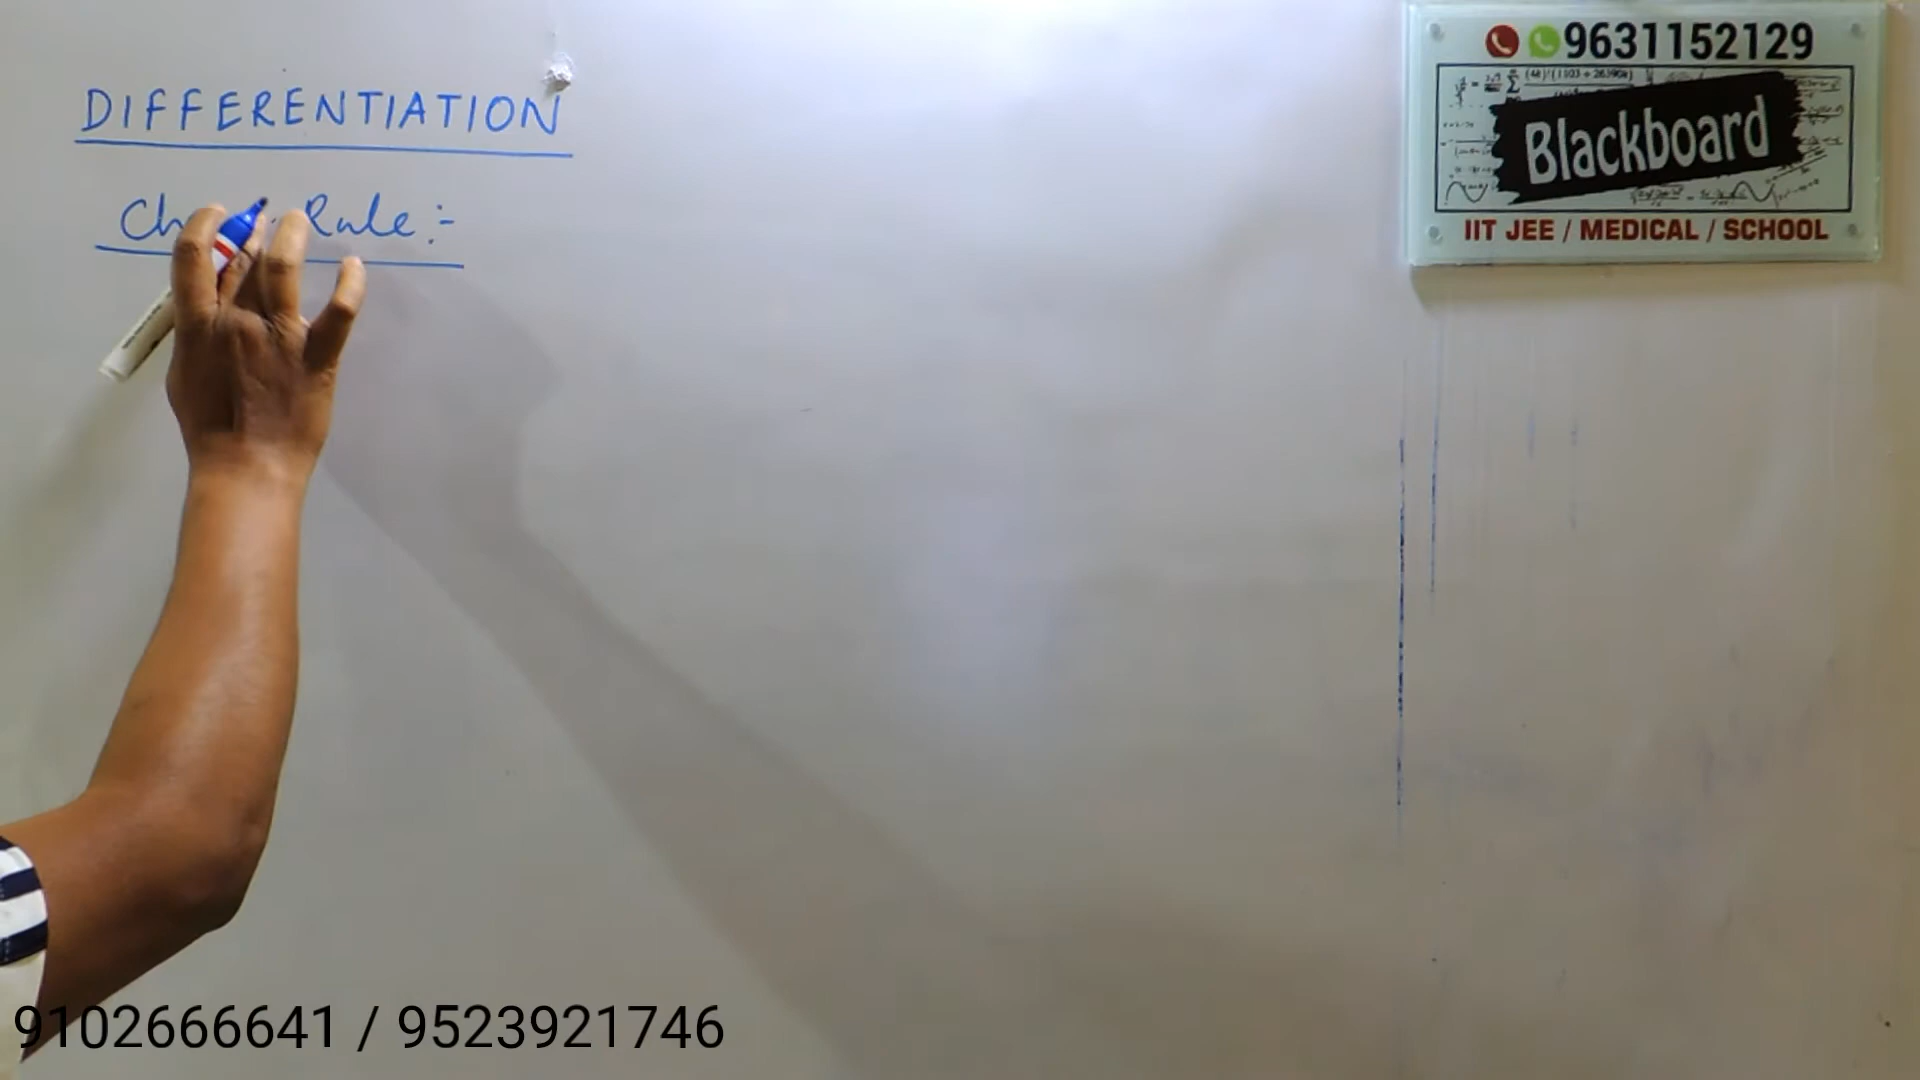 DIFFERENTIATION
Rule :-
9631152129
Blackboard
IIT JEE / MEDICAL / SCHOOL
9102666641 / 9523921746